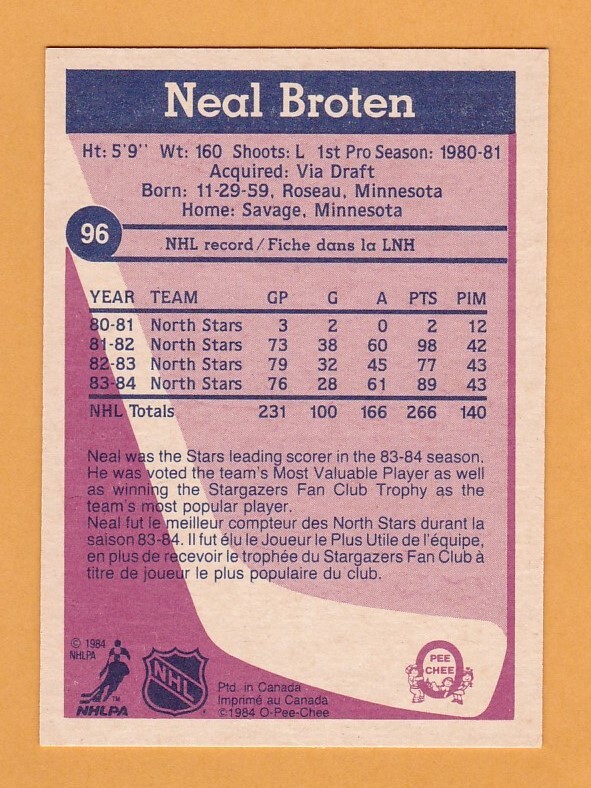 Neal Broten
Ht: 5'9'' Wt: 160 Shoots: L 1st Pro Season: 1980-81
Acquired: Via Draft
Born: 11-29-59, Roseau, Minnesota
Home: Savage, Minnesota
96
NHL record/Fiche dans la LNH
YEAR TEAM GP G A PTS PIM
80-81 North Stars 3 2 0 2 12
81-82 North Stars 73 38 60 98 42
82-83 North Stars 79 32 45 77 43
83-84 North Stars 76 28 61 89 43
NHL Totals 231 100 166 266 140
Neal was the Stars leading scorer in the 83-84 season.
He was voted the team's Most Valuable Player as well
as winning the Stargazers Fan Club Trophy as the
team's most popular player.
Neal fut le meilleur compteur des North Stars durant la
saison 83-84. Il fut élu le Joueur le Plus Utile de l'équipe,
en plus de recevoir le trophée du Stargazers Fan Club à
titre de joueur le plus populaire du club.
© 1984
NHLPA
TM
NHLPA
NHL
Ptd. in Canada
Imprimé au Canada
©1984 O-Pee-Chee
O
PEE
CHEE